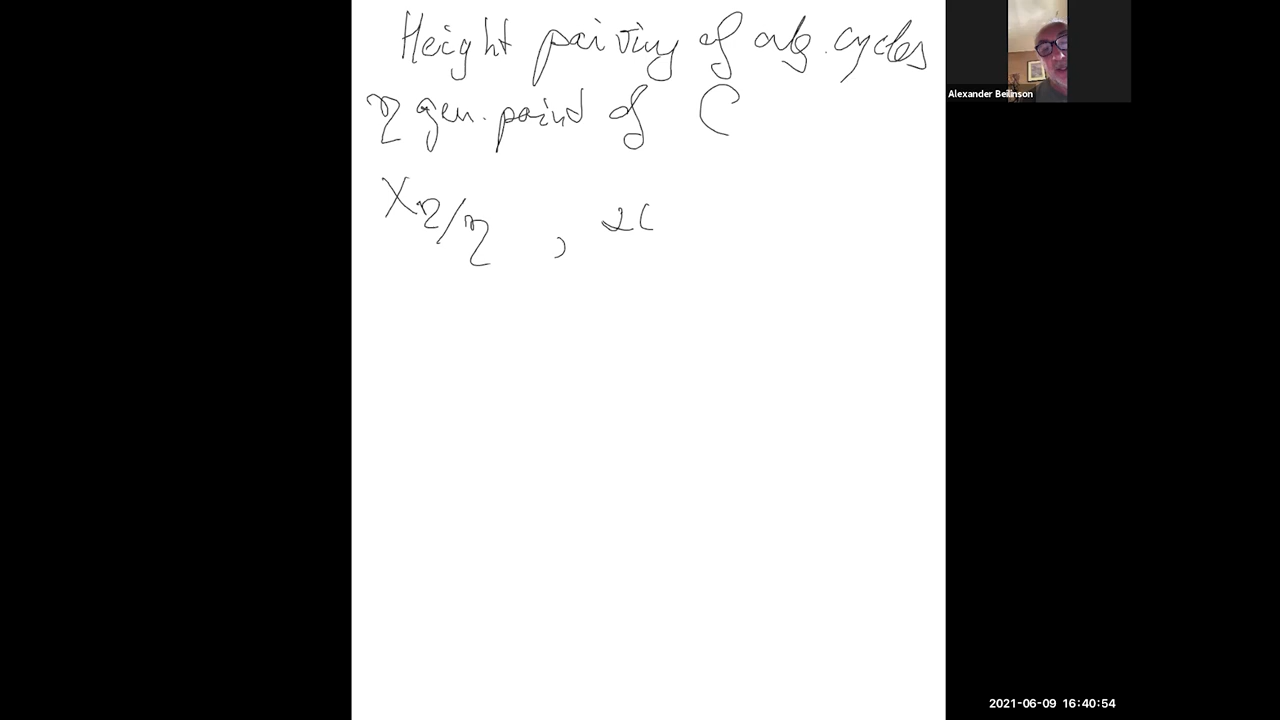 Height pairing of alg. cycles
η gen. point of C
X_η/η ,
Alexander Beilinson
2021-06-09 16:40:54